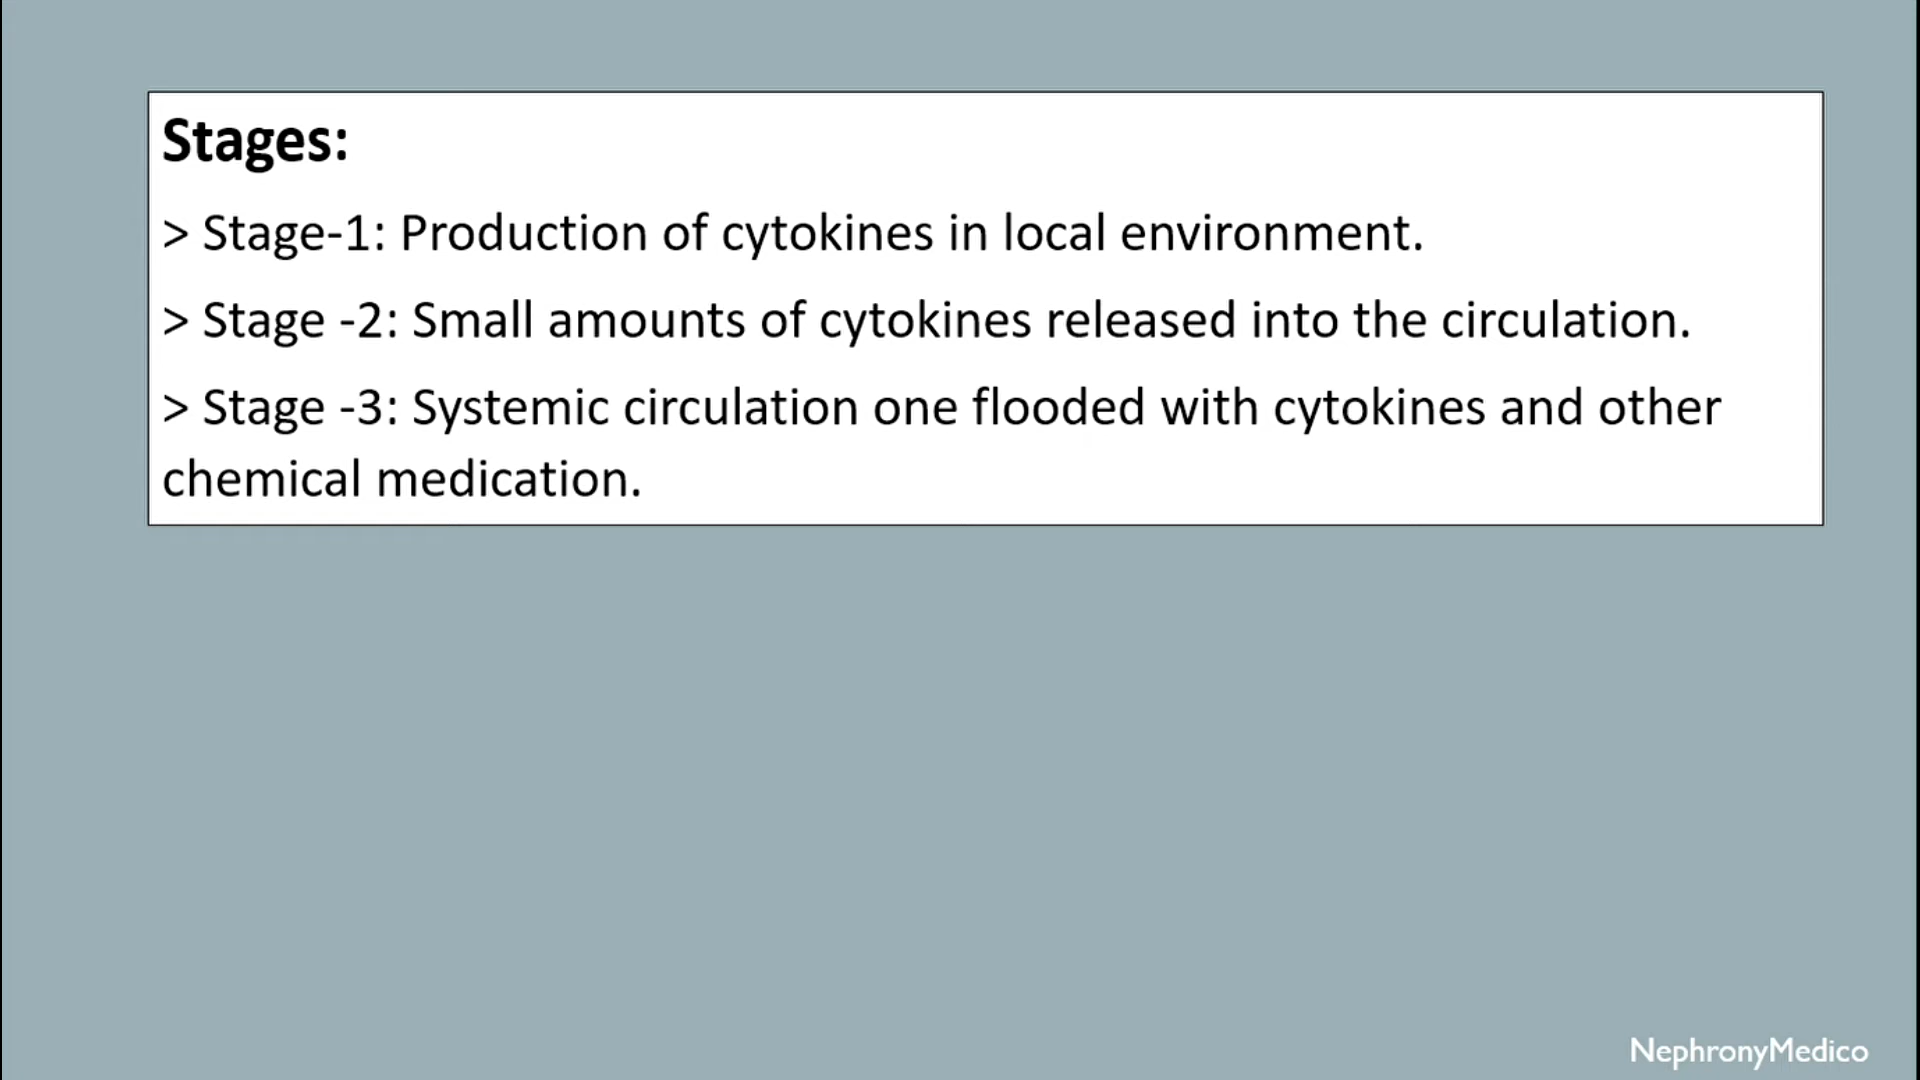 Stages:
> Stage-1: Production of cytokines in local environment.
> Stage -2: Small amounts of cytokines released into the circulation.
> Stage -3: Systemic circulation one flooded with cytokines and other
chemical medication.
NephronyMedico